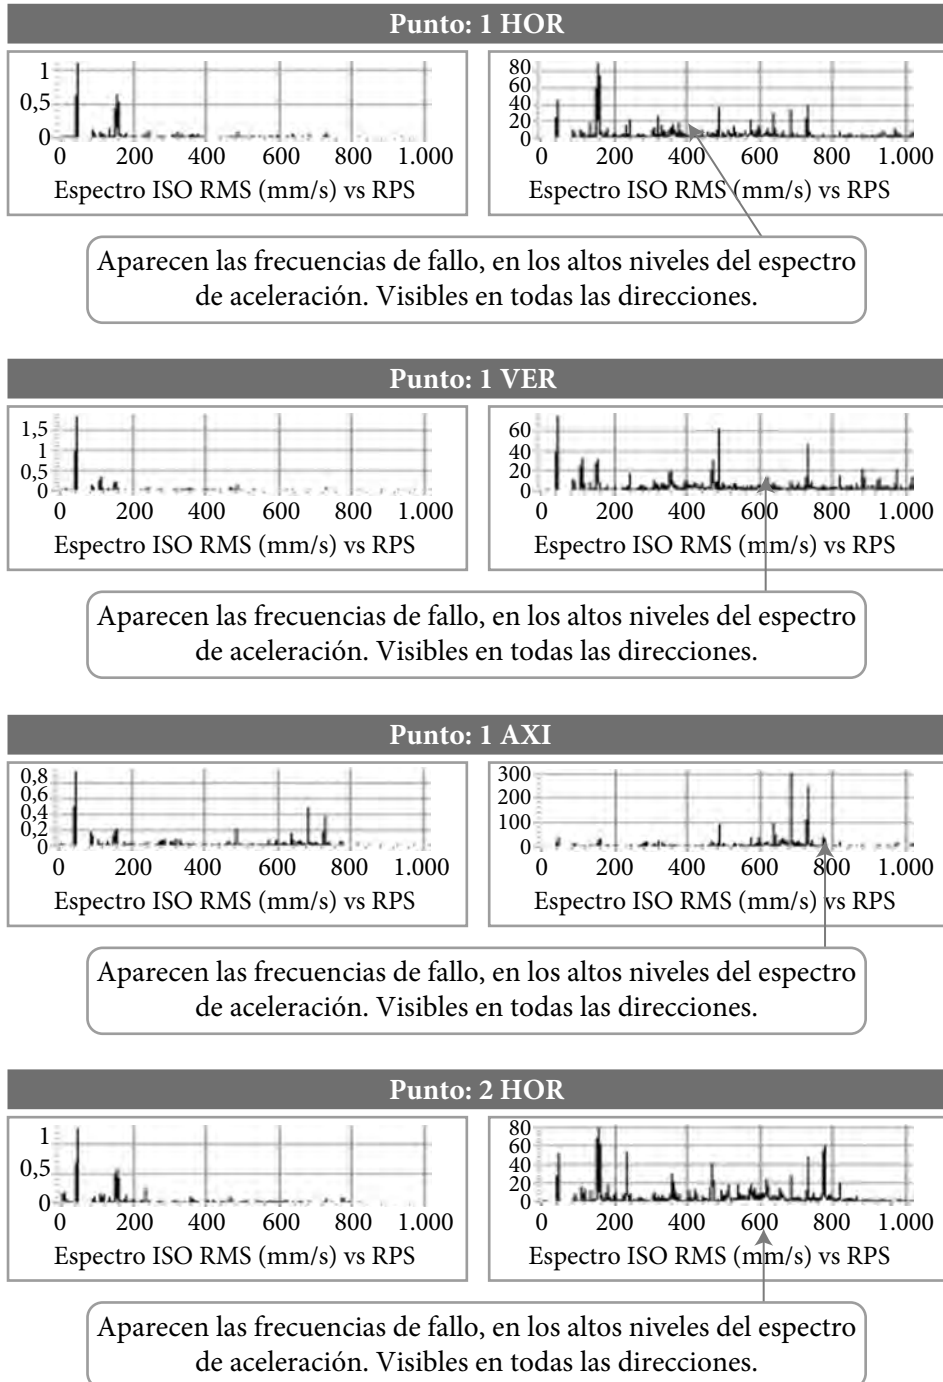 Punto: 1 HOR
1
0,5
0
0 200 400 600 800 1.000
Espectro ISO RMS (mm/s) vs RPS
80
60
40
20
0
0 200 400 600 800 1.000
Espectro ISO RMS (mm/s) vs RPS
Aparecen las frecuencias de fallo, en los altos niveles del espectro
de aceleración. Visibles en todas las direcciones.
Punto: 1 VER
1,5
1
0,5
0
0 200 400 600 800 1.000
Espectro ISO RMS (mm/s) vs RPS
60
40
20
0
0 200 400 600 800 1.000
Espectro ISO RMS (mm/s) vs RPS
Aparecen las frecuencias de fallo, en los altos niveles del espectro
de aceleración. Visibles en todas las direcciones.
Punto: 1 AXI
0,8
0,6
0,4
0,2
0
0 200 400 600 800 1.000
Espectro ISO RMS (mm/s) vs RPS
300
200
100
0
0 200 400 600 800 1.000
Espectro ISO RMS (mm/s) vs RPS
Aparecen las frecuencias de fallo, en los altos niveles del espectro
de aceleración. Visibles en todas las direcciones.
Punto: 2 HOR
1
0,5
0
0 200 400 600 800 1.000
Espectro ISO RMS (mm/s) vs RPS
80
60
40
20
0
0 200 400 600 800 1.000
Espectro ISO RMS (mm/s) vs RPS
Aparecen las frecuencias de fallo, en los altos niveles del espectro
de aceleración. Visibles en todas las direcciones.